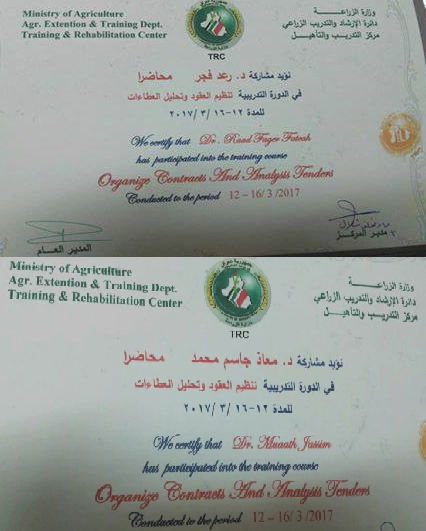 Ministry of Agriculture
Agr. Extention & Training Dept.
Training & Rehabilitation Center
وزارة الزراعة
دائرة الإرشاد والتدريب الزراعي
مركز التدريب والتأهيل
TRC
نؤيد مشاركة د. رعد فجر محاضرا
في الدورة التدريبية تنظيم العقود وتحليل العطاءات
للمدة ١٢-١٦ /٣ /٢٠١٧
We certify that Dr. Raad Fager Fateah
has participated into the training course
Organize Contracts And Analysis Tenders
Conducted to the period 12 – 16/ 3 /2017
المدير العـام
مدير المركز
Ministry of Agriculture
Agr. Extention & Training Dept.
Training & Rehabilitation Center
وزارة الزراعة
دائرة الإرشاد والتدريب الزراعي
مركز التدريب والتأهيل
TRC
نؤيد مشاركة د. معاذ جاسم محمد محاضرا
في الدورة التدريبية تنظيم العقود وتحليل العطاءات
للمدة ١٢-١٦ /٣ /٢٠١٧
We certify that Dr. Muaath Jassim
has participated into the training course
Organize Contracts And Analysis Tenders
Conducted to the period 12 – 16/ 3 /2017